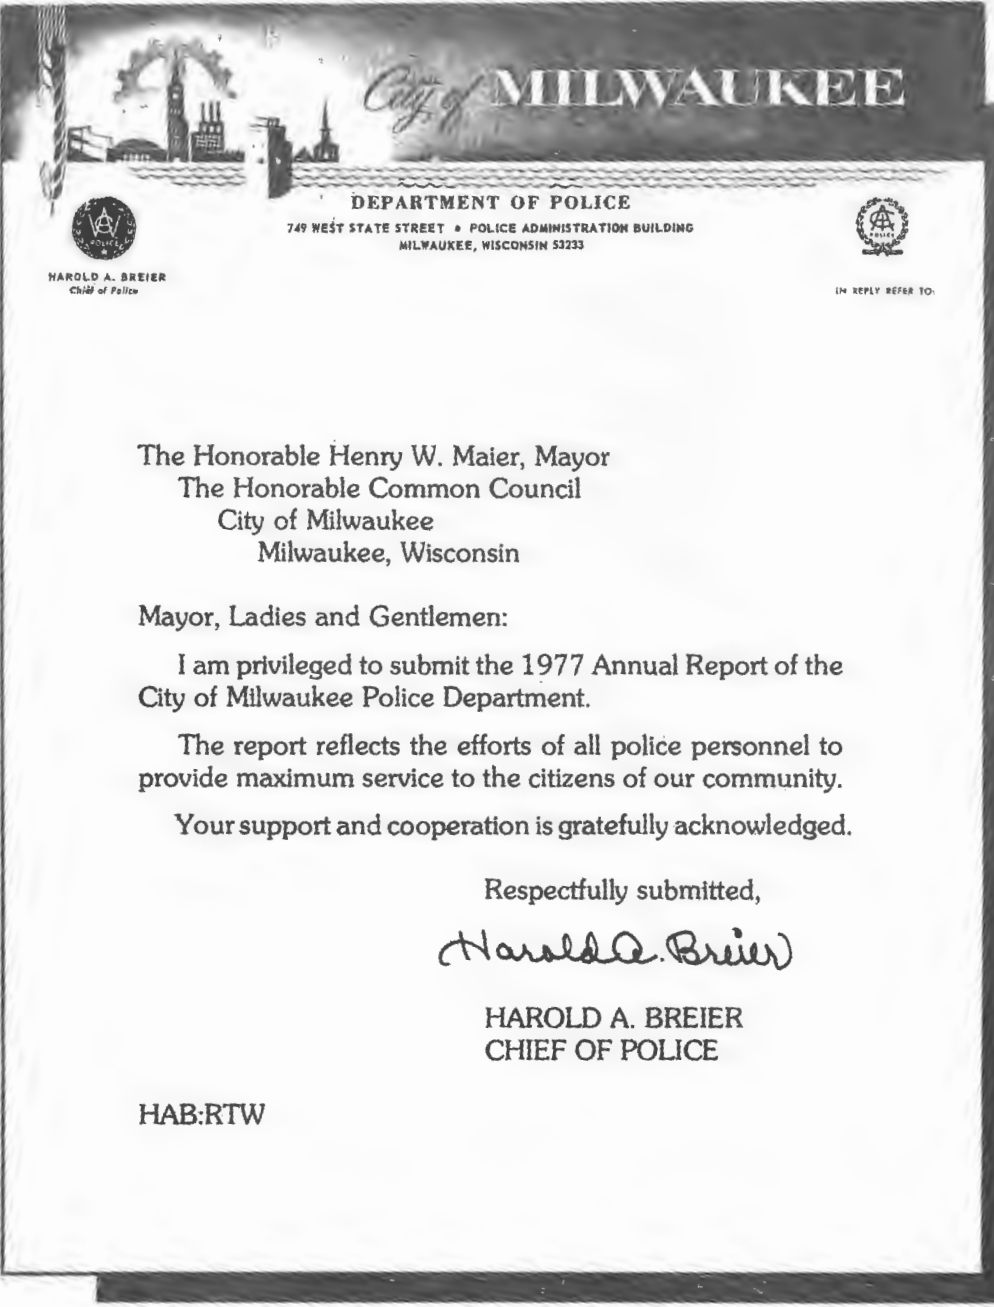 City of MILWAUKEE
DEPARTMENT OF POLICE
749 WEST STATE STREET • POLICE ADMINISTRATION BUILDING
MILWAUKEE, WISCONSIN 53233
POLICE
POLICE
HAROLD A. BREIER
Chief of Police
IN REPLY REFER TO:
The Honorable Henry W. Maier, Mayor
The Honorable Common Council
City of Milwaukee
Milwaukee, Wisconsin
Mayor, Ladies and Gentlemen:
I am privileged to submit the 1977 Annual Report of the
City of Milwaukee Police Department.
The report reflects the efforts of all police personnel to
provide maximum service to the citizens of our community.
Your support and cooperation is gratefully acknowledged.
Respectfully submitted,
Harold A. Breier
HAROLD A. BREIER
CHIEF OF POLICE
HAB:RTW